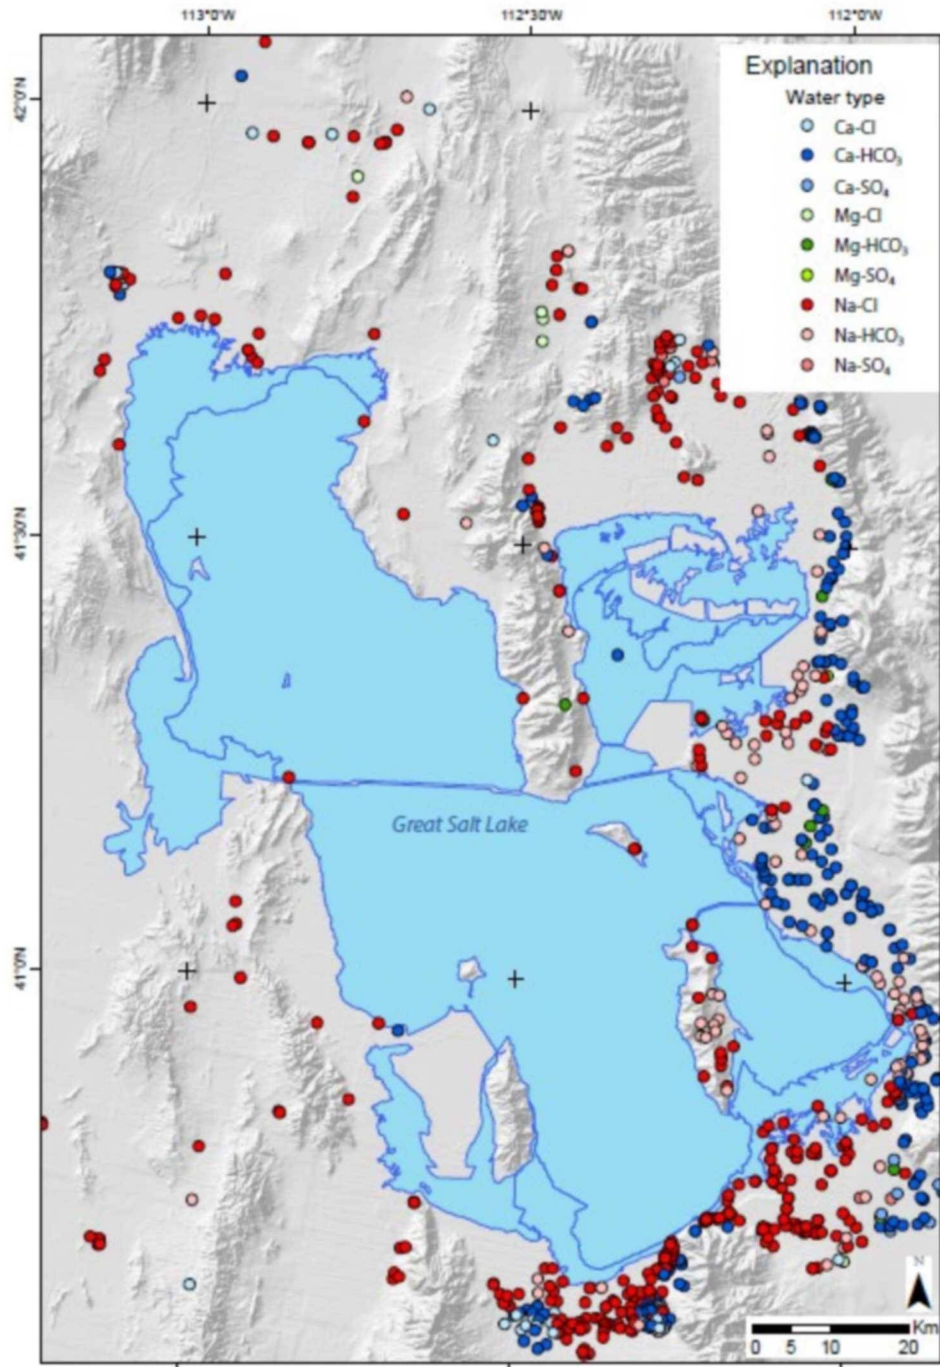 113°0'W
112°30'W
112°0'W
42°0'N
41°30'N
41°0'N
Explanation
Water type
Ca-Cl
Ca-HCO₃
Ca-SO₄
Mg-Cl
Mg-HCO₃
Mg-SO₄
Na-Cl
Na-HCO₃
Na-SO₄
Great Salt Lake
N
Km
0 5 10 20